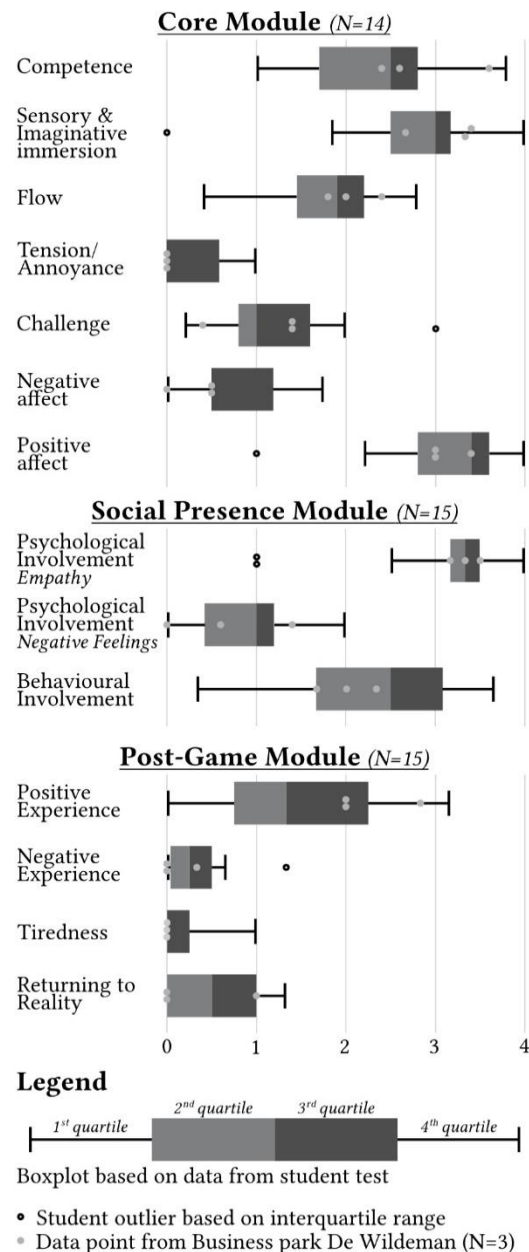 Core Module (N=14)
Competence
Sensory &
Imaginative
immersion
Flow
Tension/
Annoyance
Challenge
Negative
affect
Positive
affect
Social Presence Module (N=15)
Psychological
Involvement
Empathy
Psychological
Involvement
Negative Feelings
Behavioural
Involvement
Post-Game Module (N=15)
Positive
Experience
Negative
Experience
Tiredness
Returning to
Reality
0 1 2 3 4
Legend
1st quartile 2nd quartile 3rd quartile 4th quartile
Boxplot based on data from student test
Student outlier based on interquartile range
Data point from Business park De Wildeman (N=3)